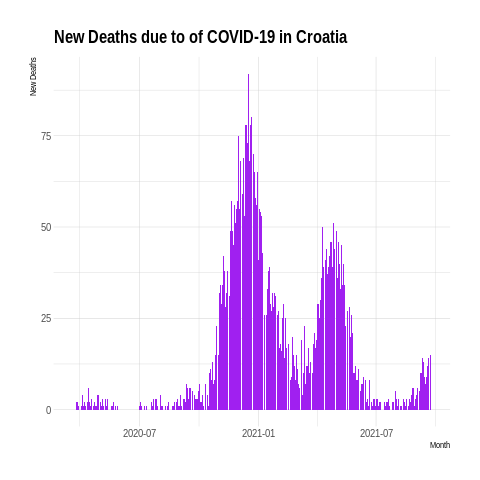 New Deaths due to of COVID-19 in Croatia
New Deaths
75
50
25
0
2020-07
2021-01
2021-07
Month